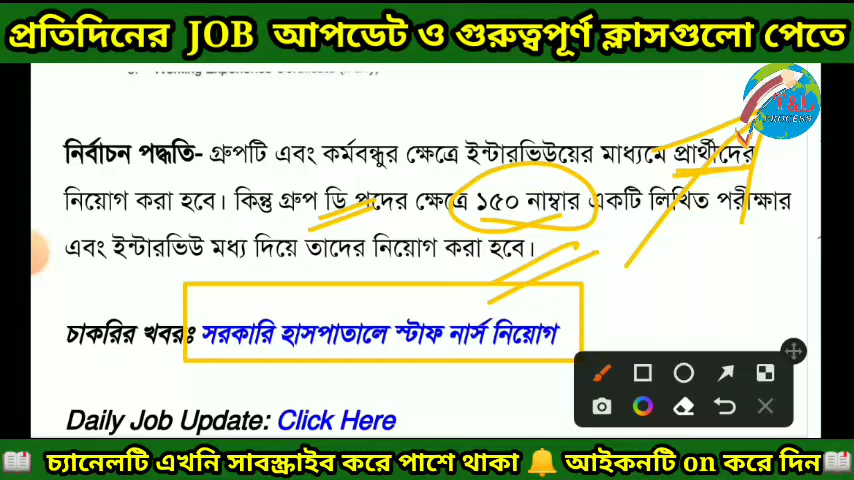 প্রতিদিনের JOB আপডেট ও গুরুত্বপূর্ণ ক্লাসগুলো পেতে
T&L
PROCESS
নির্বাচন পদ্ধতি- গ্রুপটি এবং কর্মবন্ধুর ক্ষেত্রে ইন্টারভিউয়ের মাধ্যমে প্রার্থীদের
নিয়োগ করা হবে। কিন্তু গ্রুপ ডি পদের ক্ষেত্রে ১৫০ নাম্বার একটি লিখিত পরীক্ষার
এবং ইন্টারভিউ মধ্য দিয়ে তাদের নিয়োগ করা হবে।
চাকরির খবরঃ সরকারি হাসপাতালে স্টাফ নার্স নিয়োগ
Daily Job Update: Click Here
চ্যানেলটি এখনি সাবস্ক্রাইব করে পাশে থাকা আইকনটি on করে দিন